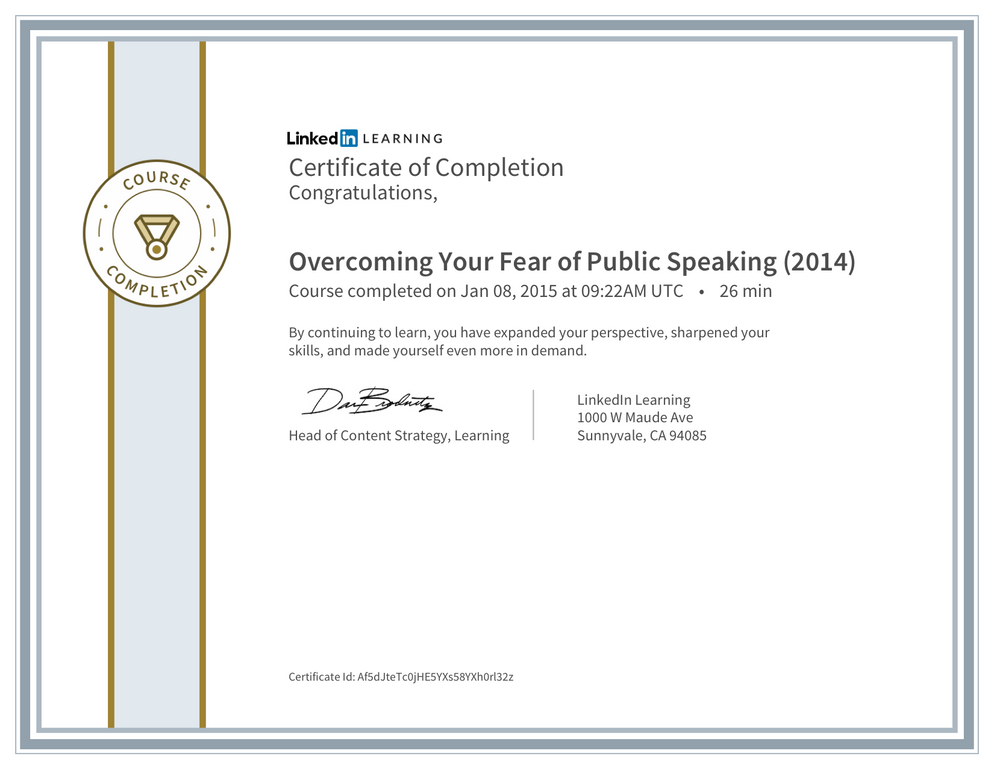 COURSE
COMPLETION
Linked in LEARNING
Certificate of Completion
Congratulations,
Overcoming Your Fear of Public Speaking (2014)
Course completed on Jan 08, 2015 at 09:22AM UTC • 26 min
By continuing to learn, you have expanded your perspective, sharpened your
skills, and made yourself even more in demand.
Head of Content Strategy, Learning
LinkedIn Learning
1000 W Maude Ave
Sunnyvale, CA 94085
Certificate Id: Af5dJteTc0jHE5YXs58YXh0rl32z